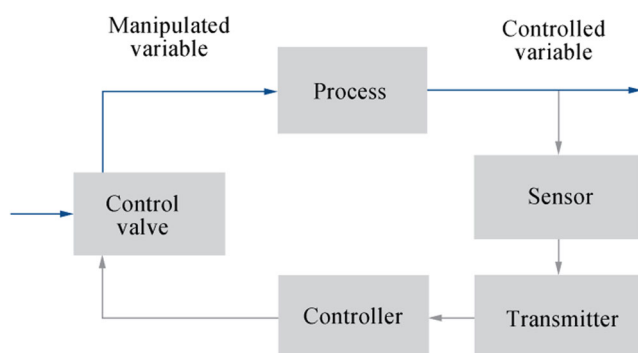 Manipulated
variable
Controlled
variable
Process
Control
valve
Sensor
Controller
Transmitter